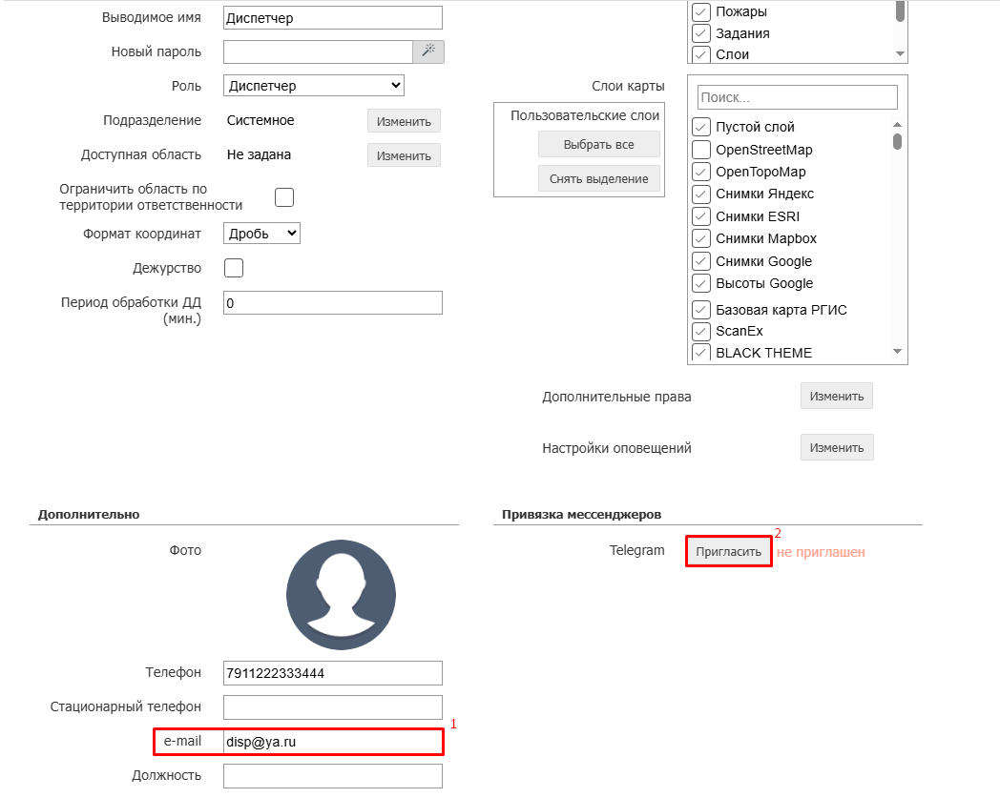 Выводимое имя
Диспетчер
Новый пароль
Роль
Диспетчер
Подразделение
Системное
Изменить
Доступная область
Не задана
Изменить
Ограничить область по
территории ответственности
Формат координат
Дробь
Дежурство
Период обработки ДД
(мин.)
0
Пожары
Задания
Слои
Слои карты
Пользовательские слои
Выбрать все
Снять выделение
Поиск...
Пустой слой
OpenStreetMap
OpenTopoMap
Снимки Яндекс
Снимки ESRI
Снимки Mapbox
Снимки Google
Высоты Google
Базовая карта РГИС
ScanEx
BLACK THEME
Дополнительные права
Изменить
Настройки оповещений
Изменить
Дополнительно
Фото
Телефон
7911222333444
Стационарный телефон
1
e-mail
disp@ya.ru
Должность
Привязка мессенджеров
2
Telegram
Пригласить
не приглашен